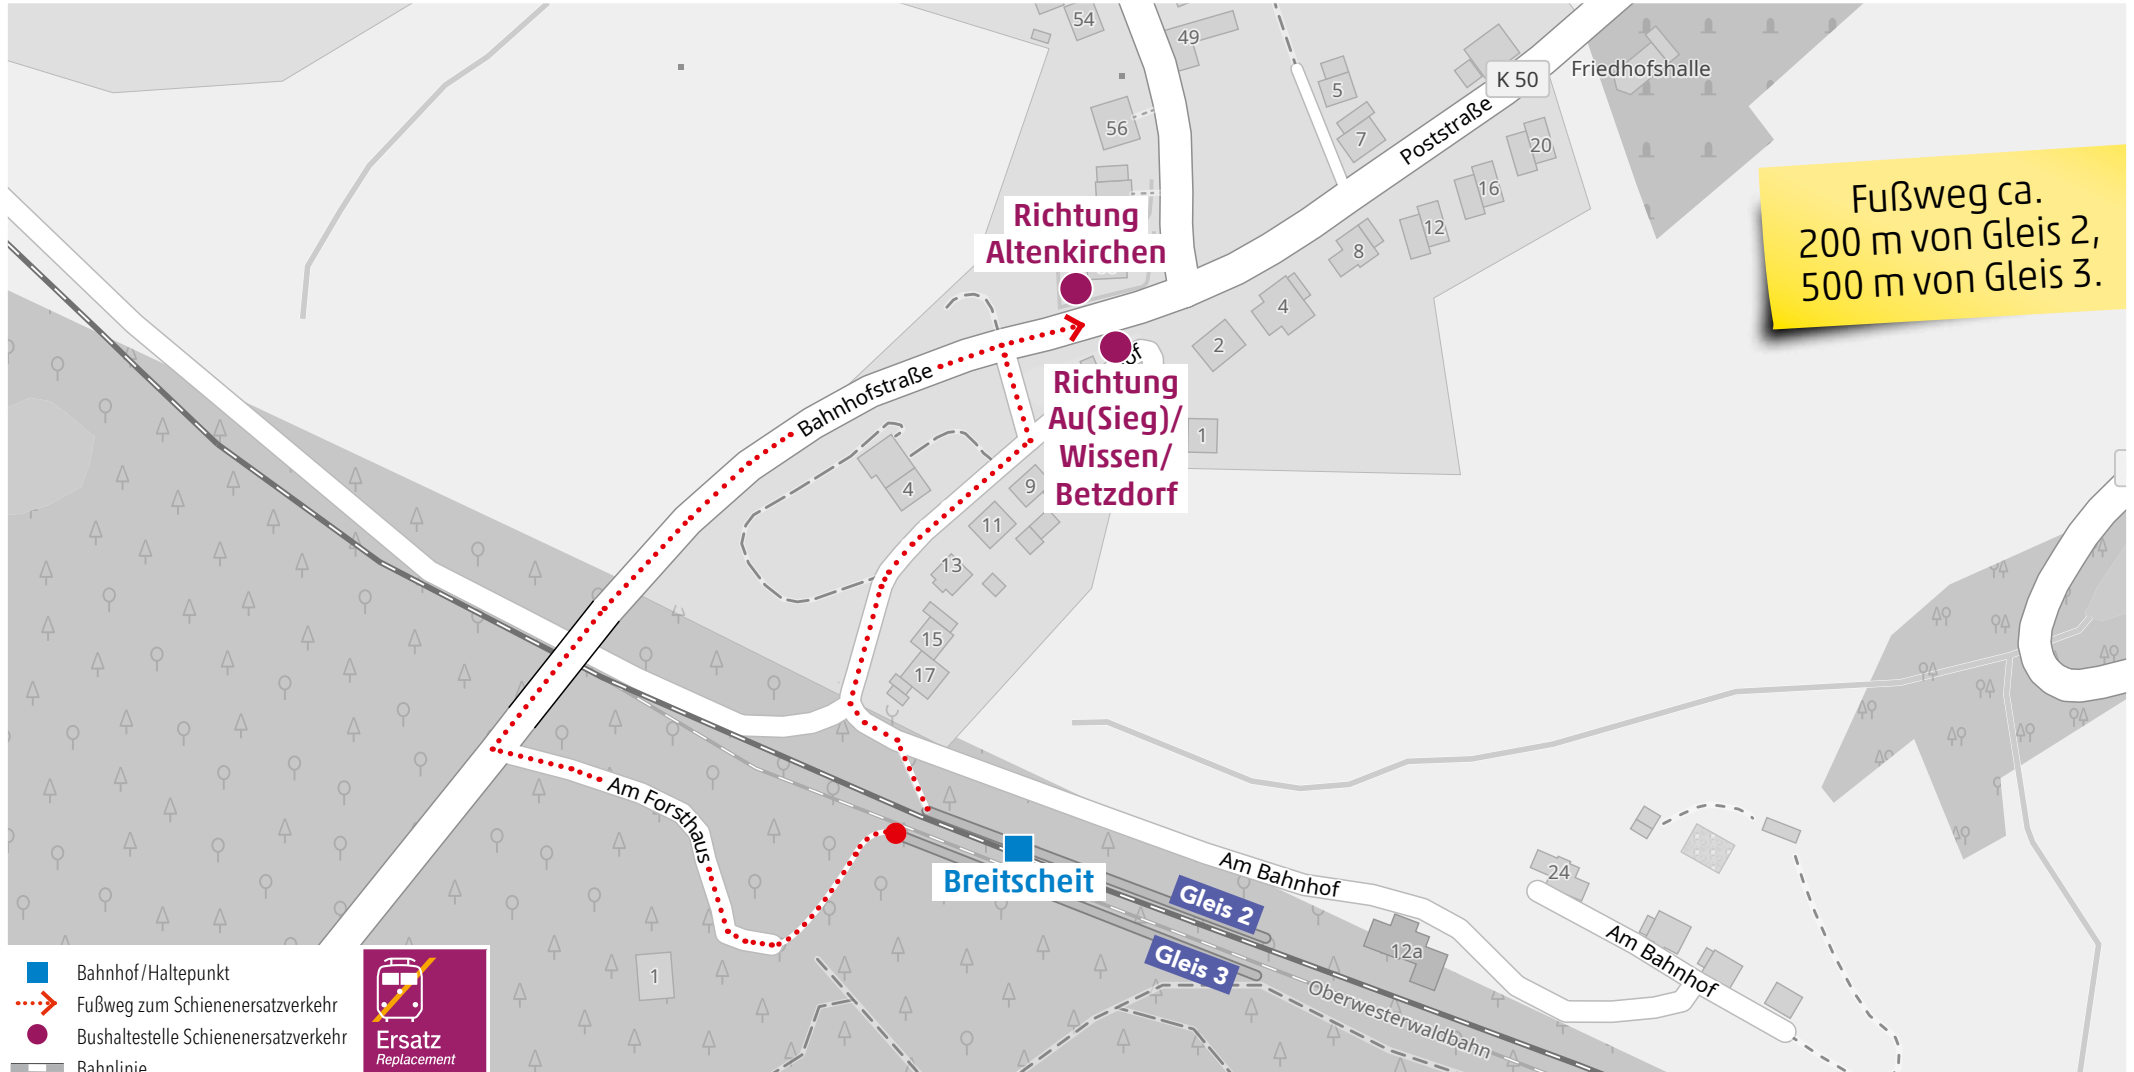 54
49
56
5
7
K 50
Friedhofshalle
Poststraße
20
16
12
8
4
2
1
Fußweg ca.
200 m von Gleis 2,
500 m von Gleis 3.
Richtung
Altenkirchen
Richtung
Au(Sieg)/
Wissen/
Betzdorf
Bahnhofstraße
4
9
11
13
15
17
Am Forsthaus
Breitscheit
Am Bahnhof
Gleis 2
Gleis 3
12a
24
Am Bahnhof
Oberwesterwaldbahn
1
Bahnhof/Haltepunkt
Fußweg zum Schienenersatzverkehr
Bushaltestelle Schienenersatzverkehr
Bahnlinie
Ersatz
Replacement